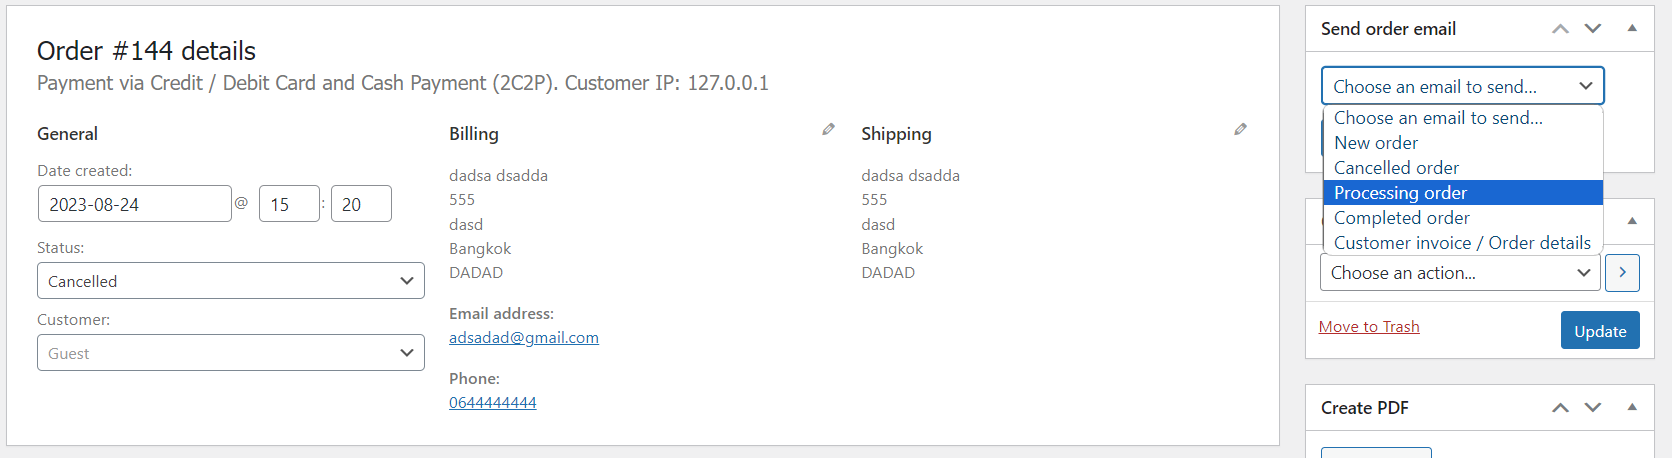 Order #144 details
Payment via Credit / Debit Card and Cash Payment (2C2P). Customer IP: 127.0.0.1
General
Date created:
2023-08-24 @ 15 : 20
Status:
Cancelled
Customer:
Guest
Billing
dadsa dsadda
555
dasd
Bangkok
DADAD
Email address:
adsadad@gmail.com
Phone:
0644444444
Shipping
dadsa dsadda
555
dasd
Bangkok
DADAD
Send order email
Choose an email to send...
Choose an email to send...
New order
Cancelled order
Processing order
Completed order
Customer invoice / Order details
Choose an action...
Move to Trash
Update
Create PDF